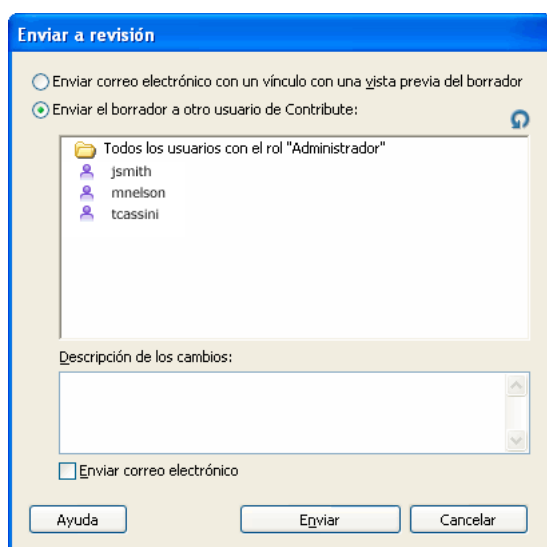 Enviar a revisión
Enviar correo electrónico con un vínculo con una vista previa del borrador
Enviar el borrador a otro usuario de Contribute:
Todos los usuarios con el rol "Administrador"
jsmith
mnelson
tcassini
Descripción de los cambios:
Enviar correo electrónico
Ayuda
Enviar
Cancelar